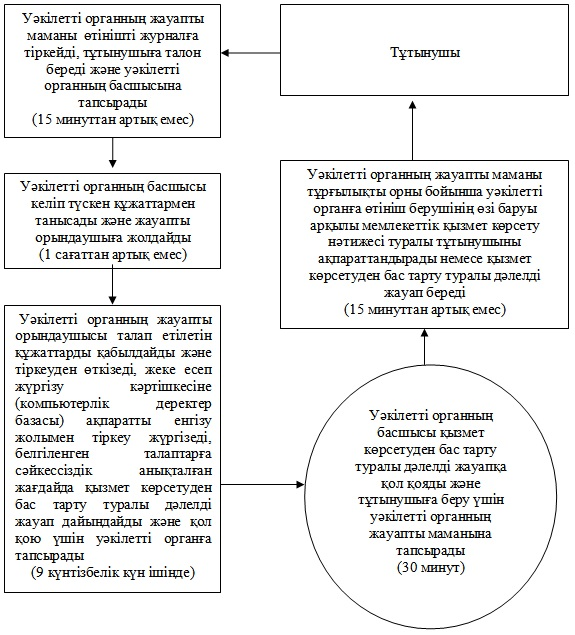 Тұтынушы
Уәкілетті органның жауапты
маманы өтінішті журналға
тіркейді, тұтынушыға талон
береді және уәкілетті
органның басшысына
тапсырады
(15 минуттан артық емес)
Уәкілетті органның басшысы
келіп түскен құжаттармен
танысады және жауапты
орындаушыға жолдайды
(1 сағаттан артық емес)
Уәкілетті органның жауапты
орындаушысы талап етілетін
құжаттарды қабылдайды және
тіркеуден өткізеді, жеке есеп
жүргізу кәртішкесіне
(компьютерлік деректер
базасы) ақпаратты енгізу
жолымен тіркеу жүргізеді,
белгіленген талаптарға
сәйкессіздік анықталған
жағдайда қызмет көрсетуден
бас тарту туралы дәлелді
жауап дайындайды және қол
қою үшін уәкілетті органға
тапсырады
(9 күнтізбелік күн ішінде)
Уәкілетті органның
басшысы қызмет
көрсетуден бас тарту
туралы дәлелді жауапқа
қол қояды және
тұтынушыға беру үшін
уәкілетті органның
жауапты маманына
тапсырады
(30 минут)
Уәкілетті органның жауапты маманы
тұрғылықты орны бойынша уәкілетті
органға өтініш берушінің өзі баруы
арқылы мемлекеттік қызмет көрсету
нәтижесі туралы тұтынушыны
ақпараттандырады немесе қызмет
көрсетуден бас тарту туралы дәлелді
жауап береді
(15 минуттан артық емес)